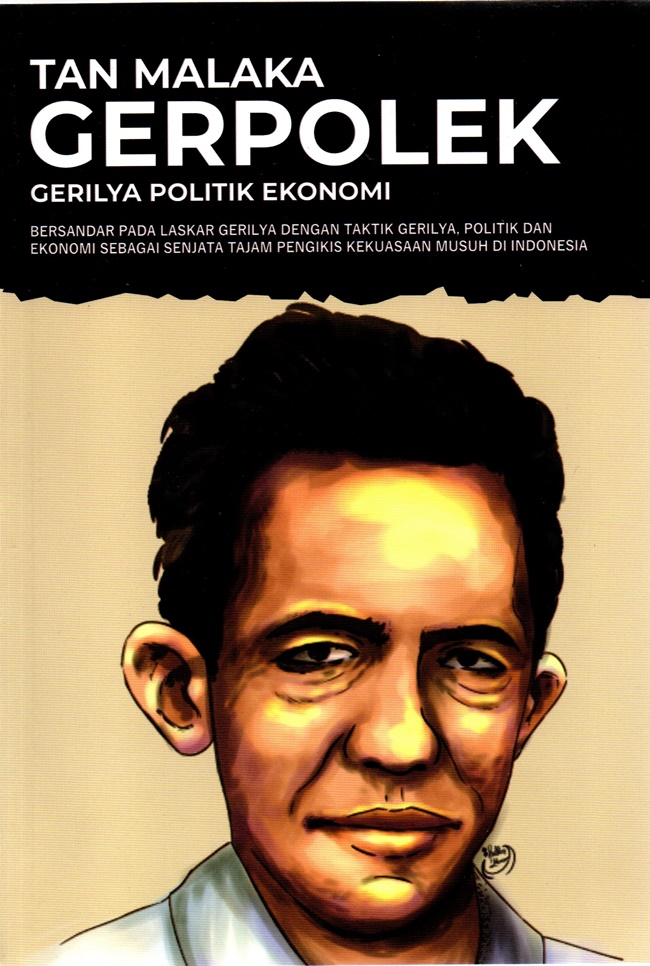 TAN MALAKA
GERPOLEK
GERILYA POLITIK EKONOMI
BERSANDAR PADA LASKAR GERILYA DENGAN TAKTIK GERILYA, POLITIK DAN
EKONOMI SEBAGAI SENJATA TAJAM PENGIKIS KEKUASAAN MUSUH DI INDONESIA